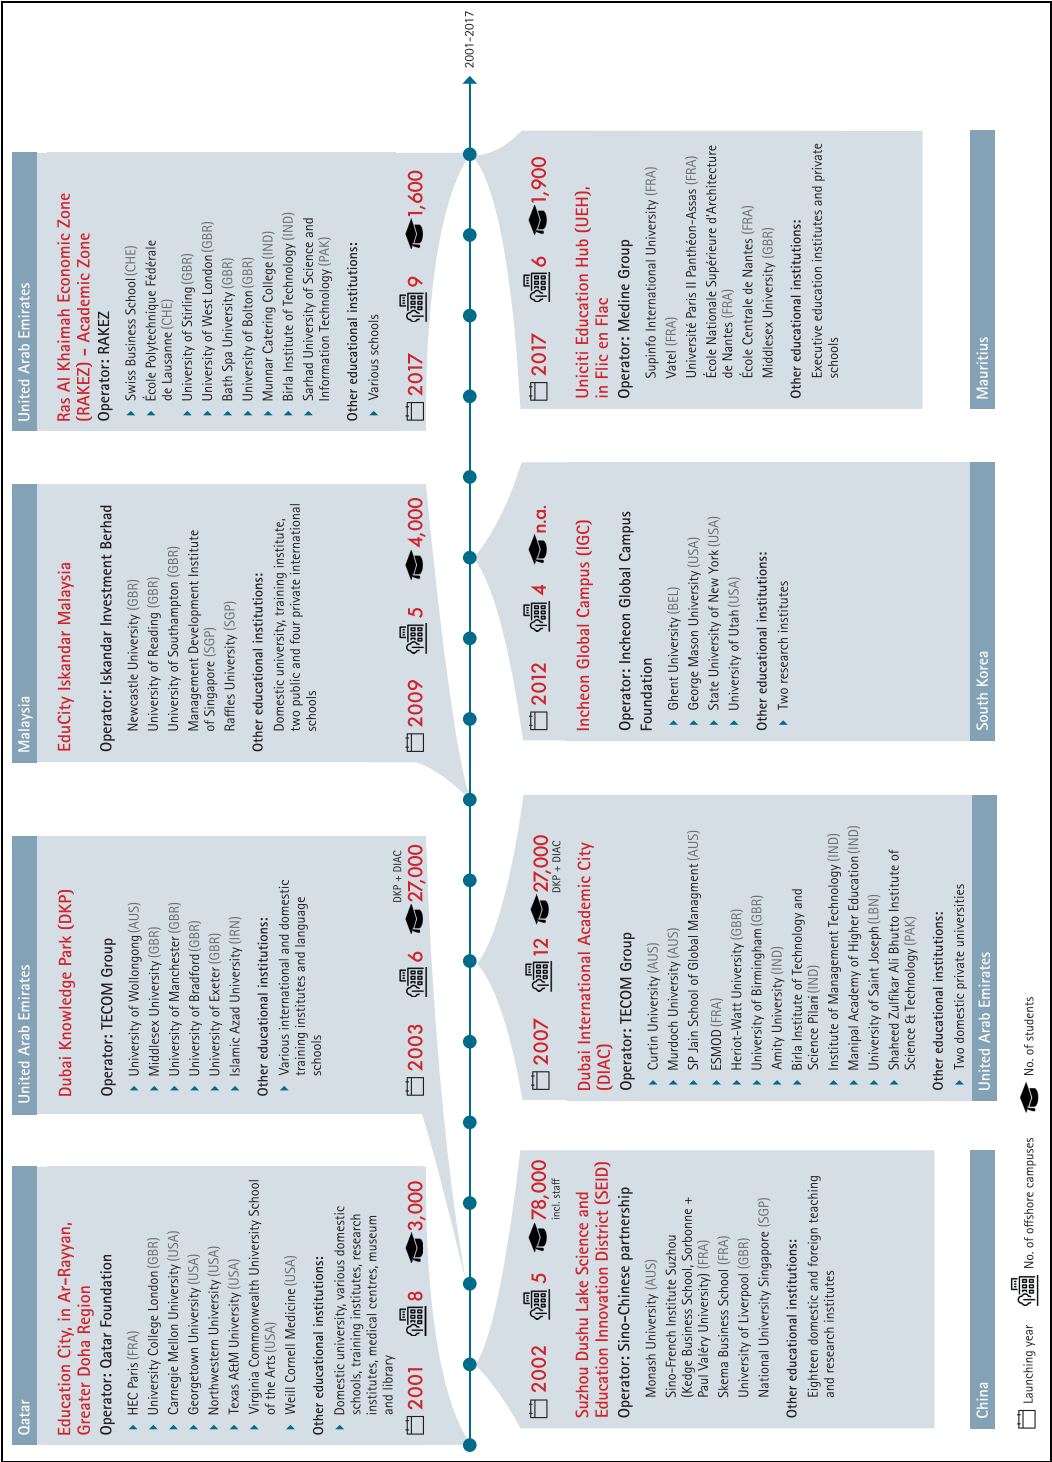 Qatar
Education City, in Ar-Rayyan,
Greater Doha Region
Operator: Qatar Foundation
HEC Paris (FRA)
University College London (GBR)
Carnegie Mellon University (USA)
Georgetown University (USA)
Northwestern University (USA)
Texas A&M University (USA)
Virginia Commonwealth University School
of the Arts (USA)
Weill Cornell Medicine (USA)
Other educational institutions:
Domestic university, various domestic
schools, training institutes, research
institutes, medical centres, museum
and library
2001 8 3,000
United Arab Emirates
Dubai Knowledge Park (DKP)
Operator: TECOM Group
University of Wollongong (AUS)
Middlesex University (GBR)
University of Manchester (GBR)
University of Bradford (GBR)
University of Exeter (GBR)
Islamic Azad University (IRN)
Other educational institutions:
Various international and domestic
training institutes and language
schools
DKP + DIAC
2003 6 27,000
Malaysia
EduCity Iskandar Malaysia
Operator: Iskandar Investment Berhad
Newcastle University (GBR)
University of Reading (GBR)
University of Southampton (GBR)
Management Development Institute
of Singapore (SGP)
Raffles University (SGP)
Other educational institutions:
Domestic university, training institute,
two public and four private international
schools
2009 5 4,000
United Arab Emirates
Ras Al Khaimah Economic Zone
(RAKEZ) – Academic Zone
Operator: RAKEZ
Swiss Business School (CHE)
École Polytechnique Fédérale
de Lausanne (CHE)
University of Stirling (GBR)
University of West London (GBR)
Bath Spa University (GBR)
University of Bolton (GBR)
Munnar Catering College (IND)
Birla Institute of Technology (IND)
Sarhad University of Science and
Information Technology (PAK)
Other educational institutions:
Various schools
2017 9 1,600
2001-2017
2002 5 78,000
incl. staff
Suzhou Dushu Lake Science and
Education Innovation District (SEID)
Operator: Sino-Chinese partnership
Monash University (AUS)
Sino-French Institute Suzhou
(Kedge Business School, Sorbonne +
Paul Valéry University) (FRA)
Skema Business School (FRA)
University of Liverpool (GBR)
National University Singapore (SGP)
Other educational institutions:
Eighteen domestic and foreign teaching
and research institutes
China
2007 12 27,000
DKP + DIAC
Dubai International Academic City
(DIAC)
Operator: TECOM Group
Curtin University (AUS)
Murdoch University (AUS)
SP Jain School of Global Managment (AUS)
ESMOD (FRA)
Heriot-Watt University (GBR)
University of Birmingham (GBR)
Amity University (IND)
Birla Institute of Technology and
Science Pilani (IND)
Institute of Management Technology (IND)
Manipal Academy of Higher Education (IND)
University of Saint Joseph (LBN)
Shaheed Zulfikar Ali Bhutto Institute of
Science & Technology (PAK)
Other educational institutions:
Two domestic private universities
United Arab Emirates
2012 4 n.a.
Incheon Global Campus (IGC)
Operator: Incheon Global Campus
Foundation
Ghent University (BEL)
George Mason University (USA)
State University of New York (USA)
University of Utah (USA)
Other educational institutions:
Two research institutes
South Korea
2017 6 1,900
Uniciti Education Hub (UEH),
in Flic en Flac
Operator: Medine Group
Supinfo International University (FRA)
Vatel (FRA)
Université Paris II Panthéon-Assas (FRA)
École Nationale Supérieure d'Architecture
de Nantes (FRA)
École Centrale de Nantes (FRA)
Middlesex University (GBR)
Other educational institutions:
Executive education institutes and private
schools
Mauritius
Launching year No. of offshore campuses No. of students